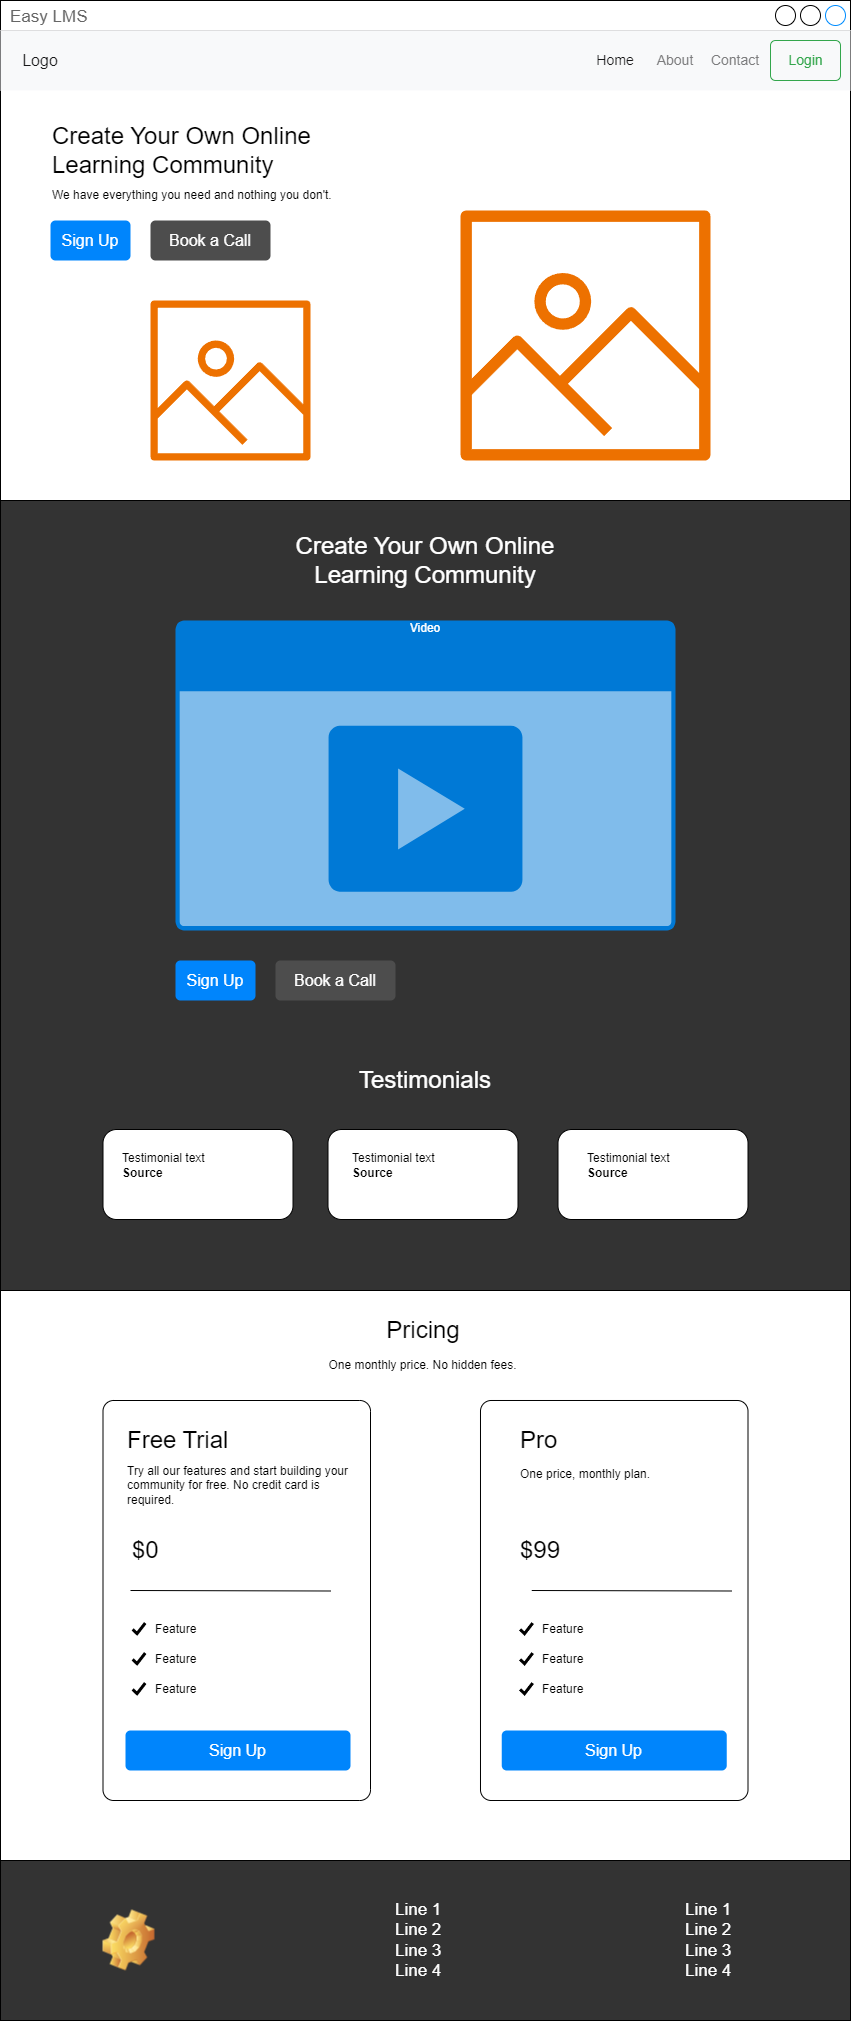 Easy LMS
Logo
Home
About
Contact
Login
Create Your Own Online
Learning Community
We have everything you need and nothing you don't.
Sign Up
Book a Call
Create Your Own Online
Learning Community
Video
Sign Up
Book a Call
Testimonials
Testimonial text
Source
Testimonial text
Source
Testimonial text
Source
Pricing
One monthly price. No hidden fees.
Free Trial
Try all our features and start building your
community for free. No credit card is
required.
$0
Feature
Feature
Feature
Sign Up
Pro
One price, monthly plan.
$99
Feature
Feature
Feature
Sign Up
Line 1
Line 2
Line 3
Line 4
Line 1
Line 2
Line 3
Line 4